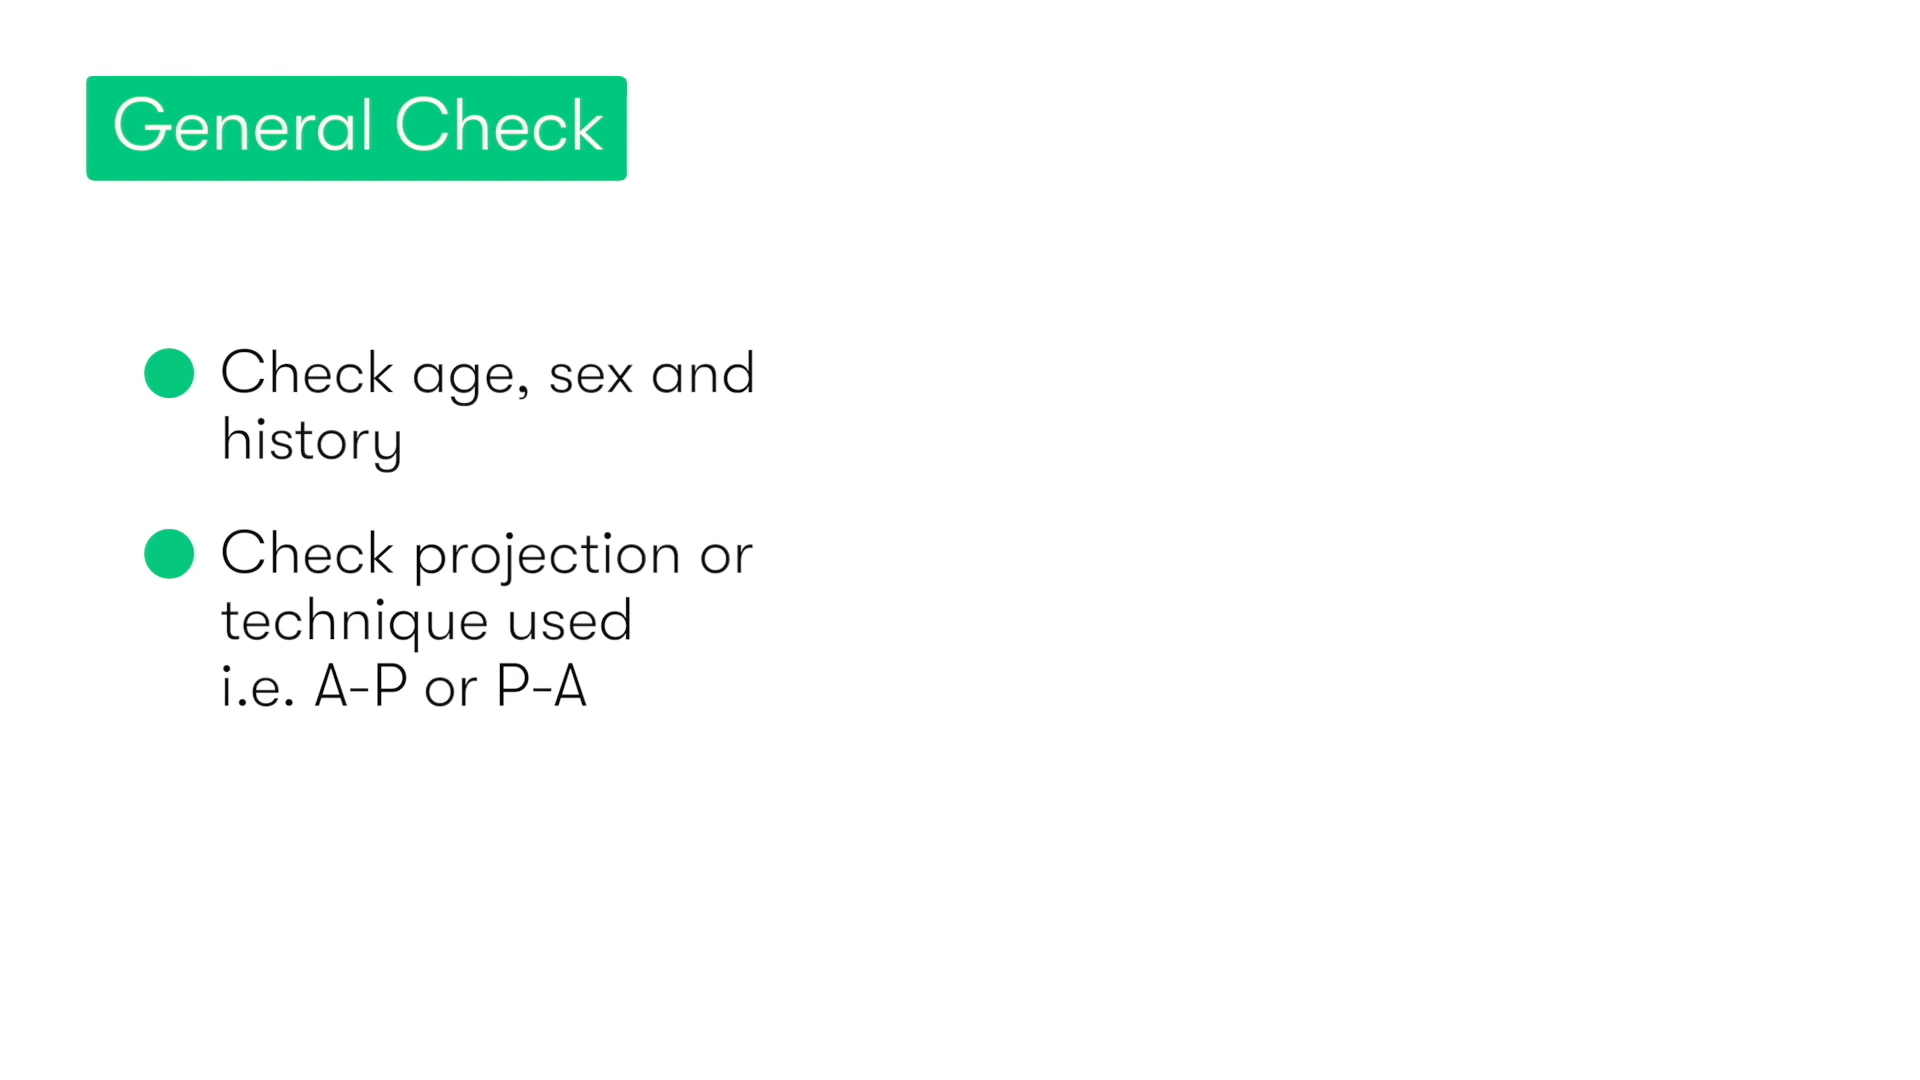 General Check
Check age, sex and
history
Check projection or
technique used
i.e. A-P or P-A